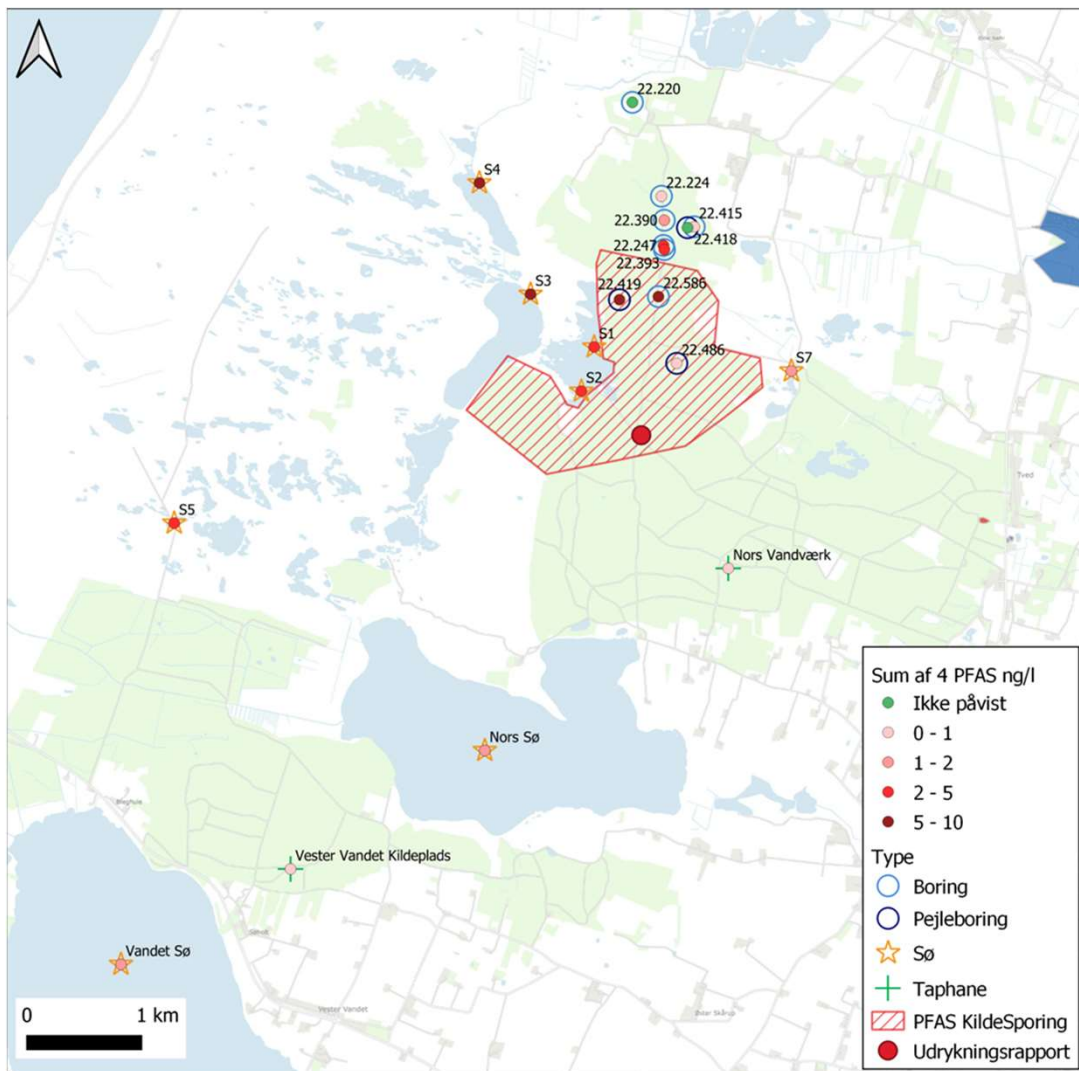 22.220
S4
22.224
22.390
22.415
22.418
22.247
22.393
S3
22.419
22.586
S1
22.486
S7
S2
Tved
S5
Nors Vandværk
Nors Sø
Vester Vandet Kildeplads
Vandet Sø
Vester Vandet
0 1 km
Sum af 4 PFAS ng/l
Ikke påvist
0 - 1
1 - 2
2 - 5
5 - 10
Type
Boring
Pejleboring
Sø
Taphane
PFAS KildeSporing
Udrykningsrapport